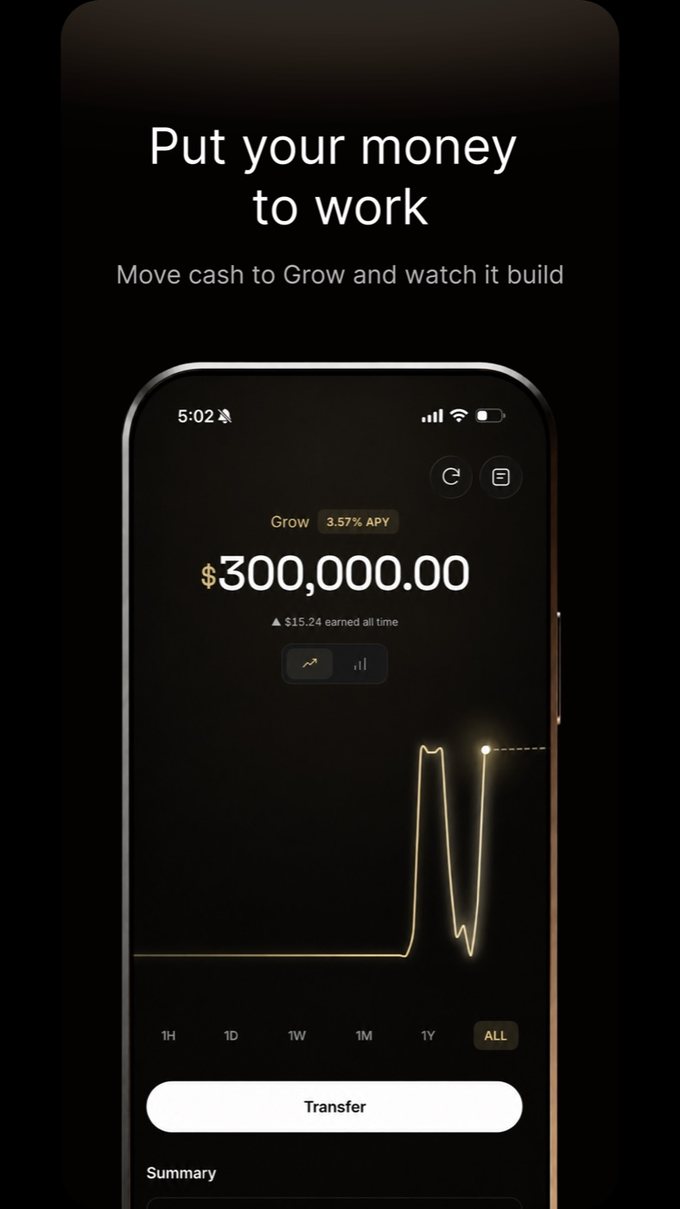 Put your money
to work
Move cash to Grow and watch it build
5:02
Grow 3.57% APY
$300,000.00
▲ $15.24 earned all time
1H 1D 1W 1M 1Y ALL
Transfer
Summary